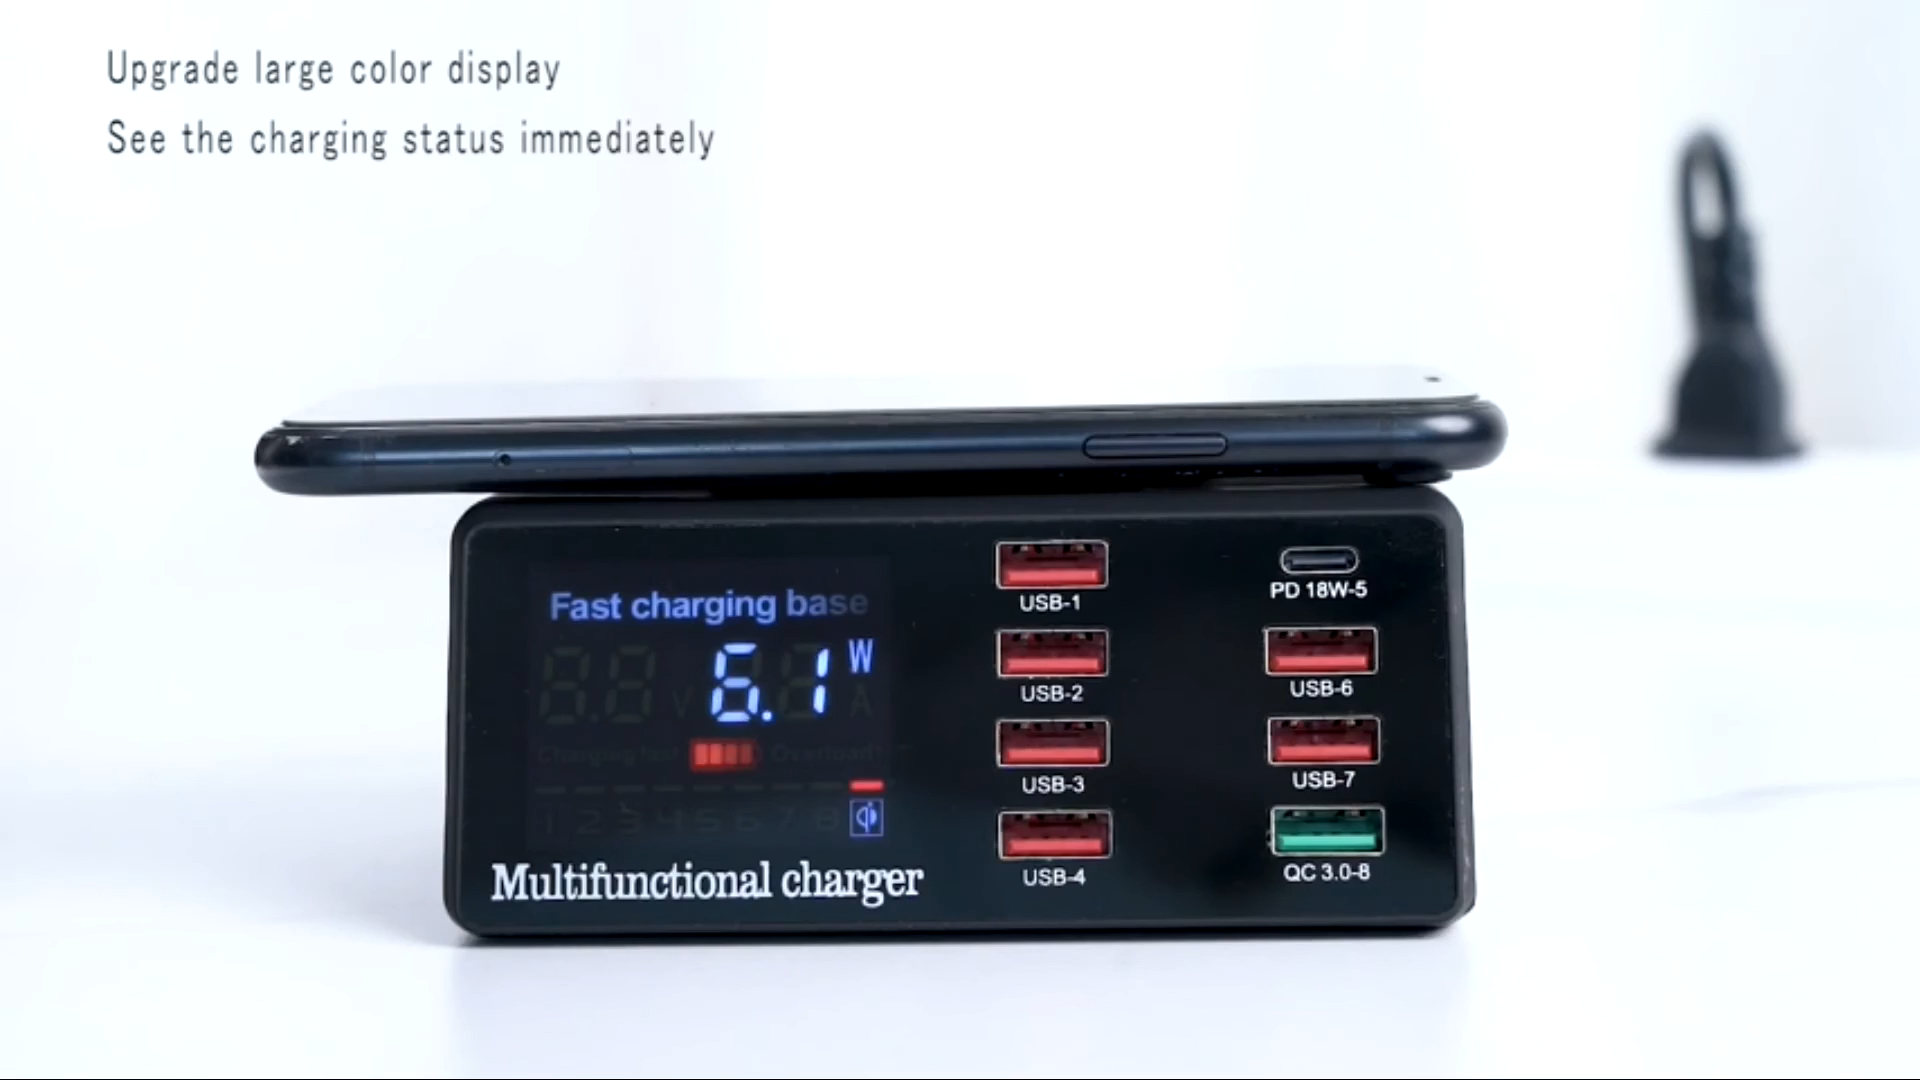 Upgrade large color display
See the charging status immediately
Fast charging base
6.1 W
Multifunctional charger
USB-1
USB-2
USB-3
USB-4
PD 18W-5
USB-6
USB-7
QC 3.0-8